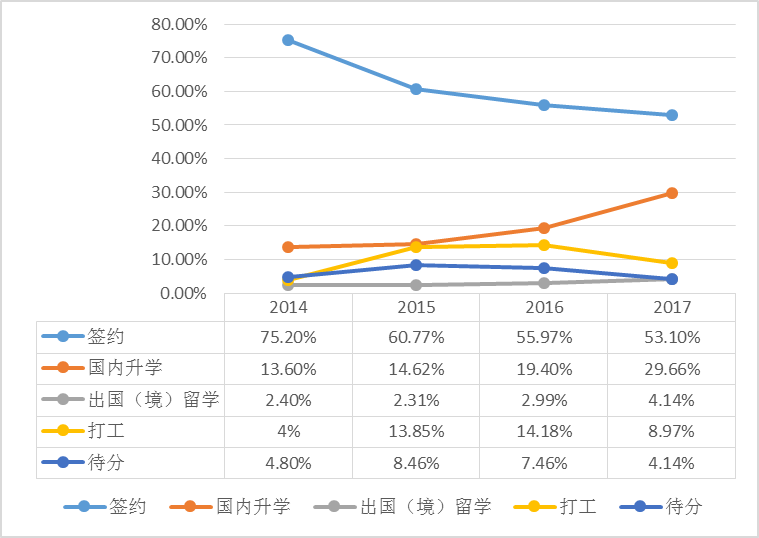 80.00%
70.00%
60.00%
50.00%
40.00%
30.00%
20.00%
10.00%
0.00%
2014 2015 2016 2017
签约 75.20% 60.77% 55.97% 53.10%
国内升学 13.60% 14.62% 19.40% 29.66%
出国（境）留学 2.40% 2.31% 2.99% 4.14%
打工 4% 13.85% 14.18% 8.97%
待分 4.80% 8.46% 7.46% 4.14%
签约 国内升学 出国（境）留学 打工 待分